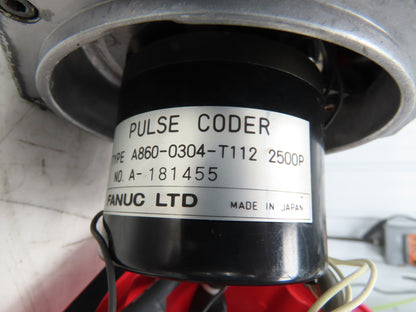 PULSE CODER
TYPE A860-0304-T112 2500P
NO. A- 181455
FANUC LTD MADE IN JAPAN